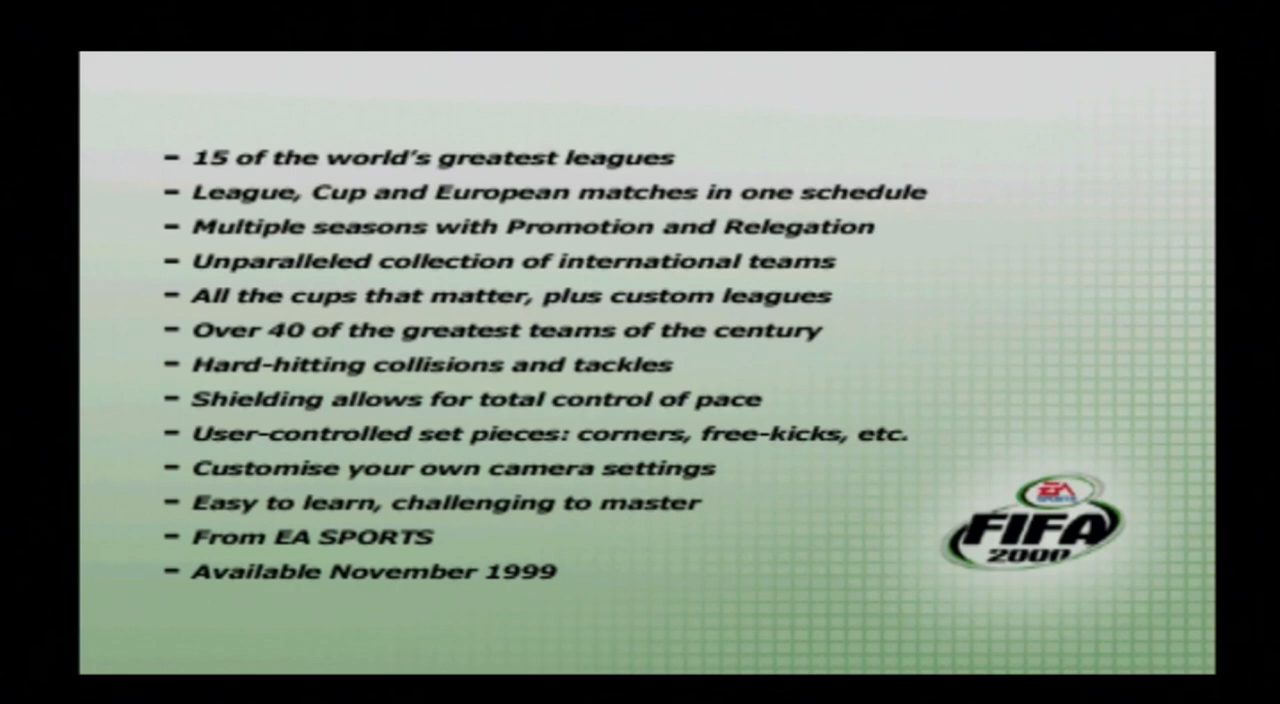 - 15 of the world's greatest leagues
- League, Cup and European matches in one schedule
- Multiple seasons with Promotion and Relegation
- Unparalleled collection of international teams
- All the cups that matter, plus custom leagues
- Over 40 of the greatest teams of the century
- Hard-hitting collisions and tackles
- Shielding allows for total control of pace
- User-controlled set pieces: corners, free-kicks, etc.
- Customise your own camera settings
- Easy to learn, challenging to master
- From EA SPORTS
- Available November 1999
EA
SPORTS
FIFA
2000